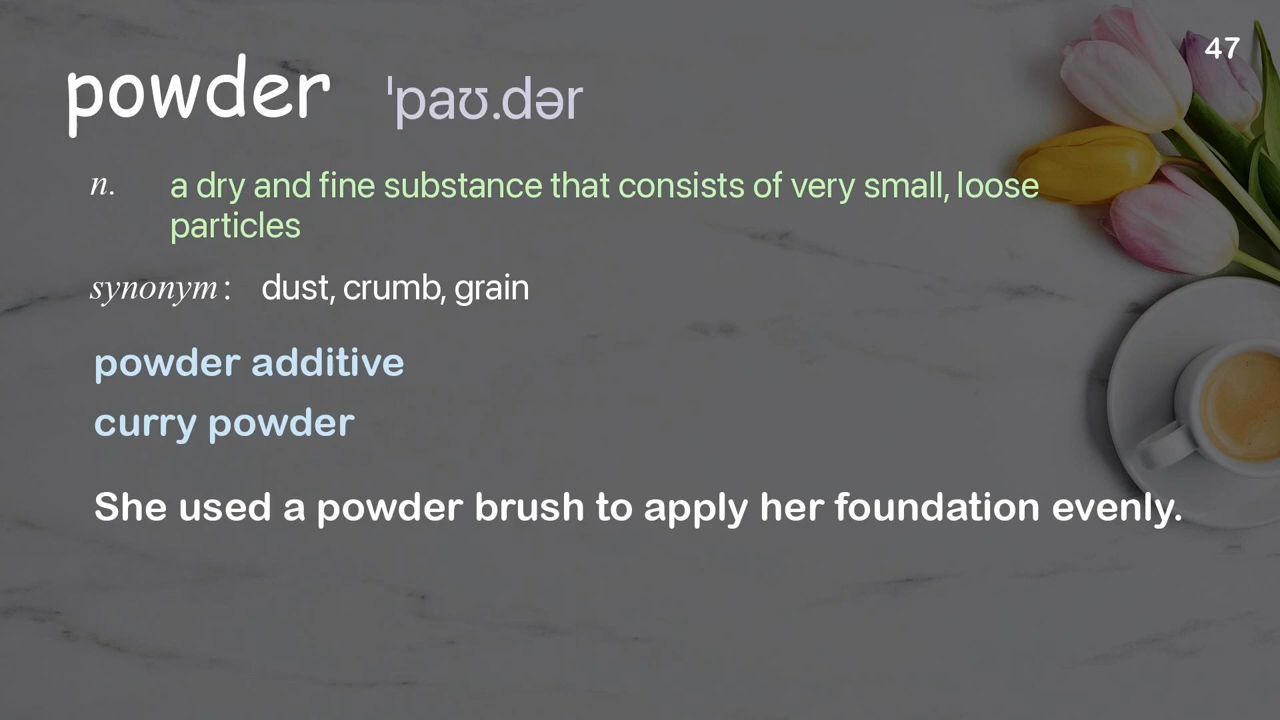 47
powder ˈpaʊ.dər
n. a dry and fine substance that consists of very small, loose
particles
synonym : dust, crumb, grain
powder additive
curry powder
She used a powder brush to apply her foundation evenly.